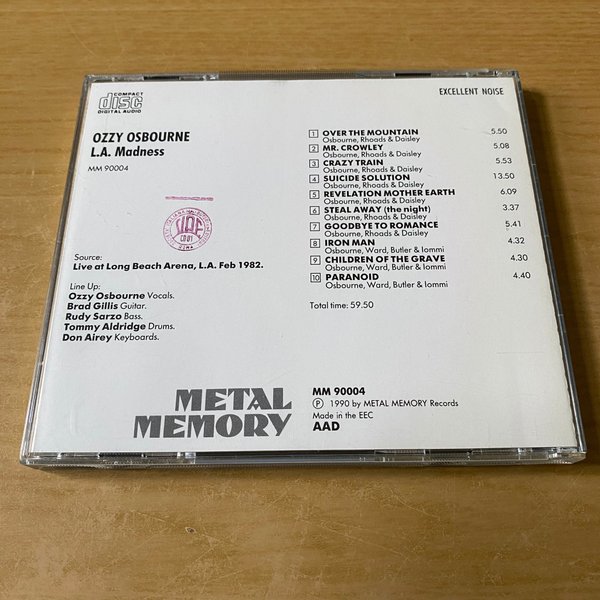 COMPACT
disc
DIGITAL AUDIO
EXCELLENT NOISE
OZZY OSBOURNE
L.A. Madness
MM 90004
CD 01
Source:
Live at Long Beach Arena, L.A. Feb 1982.
Line Up:
Ozzy Osbourne Vocals.
Brad Gillis Guitar.
Rudy Sarzo Bass.
Tommy Aldridge Drums.
Don Airey Keyboards.
1 OVER THE MOUNTAIN 5.50
Osbourne, Rhoads & Daisley
2 MR. CROWLEY 5.08
Osbourne, Rhoads & Daisley
3 CRAZY TRAIN 5.53
Osbourne, Rhoads & Daisley
4 SUICIDE SOLUTION 13.50
Osbourne, Rhoads & Daisley
5 REVELATION MOTHER EARTH 6.09
Osbourne, Rhoads & Daisley
6 STEAL AWAY (the night) 3.37
Osbourne, Rhoads & Daisley
7 GOODBYE TO ROMANCE 5.41
Osbourne, Rhoads & Daisley
8 IRON MAN 4.32
Osbourne, Ward, Butler & Iommi
9 CHILDREN OF THE GRAVE 4.30
Osbourne, Ward, Butler & Iommi
10 PARANOID 4.40
Osbourne, Ward, Butler & Iommi
Total time: 59.50
METAL
MEMORY
MM 90004
℗ 1990 by METAL MEMORY Records
Made in the EEC
AAD